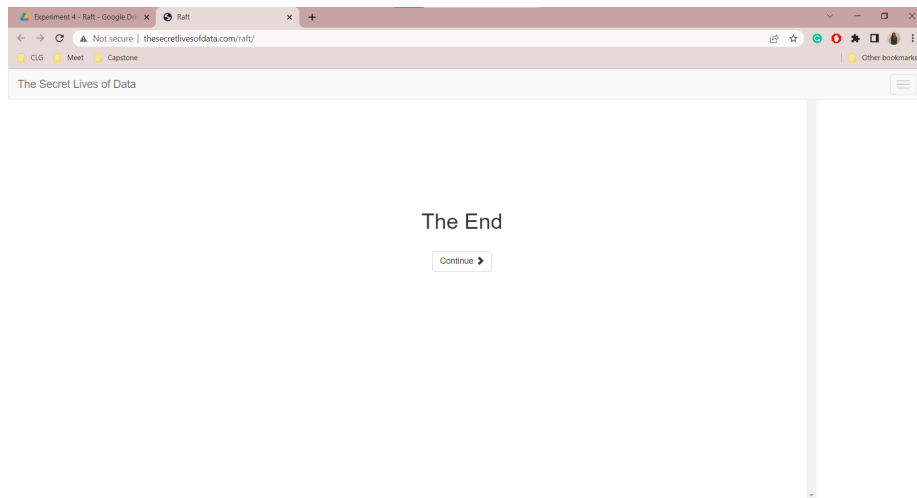 Experiment 4 - Raft - Google Dri
Raft
Not secure | thesecretlivesofdata.com/raft/
CLG Meet Capstone Other bookmarks
The Secret Lives of Data
The End
Continue